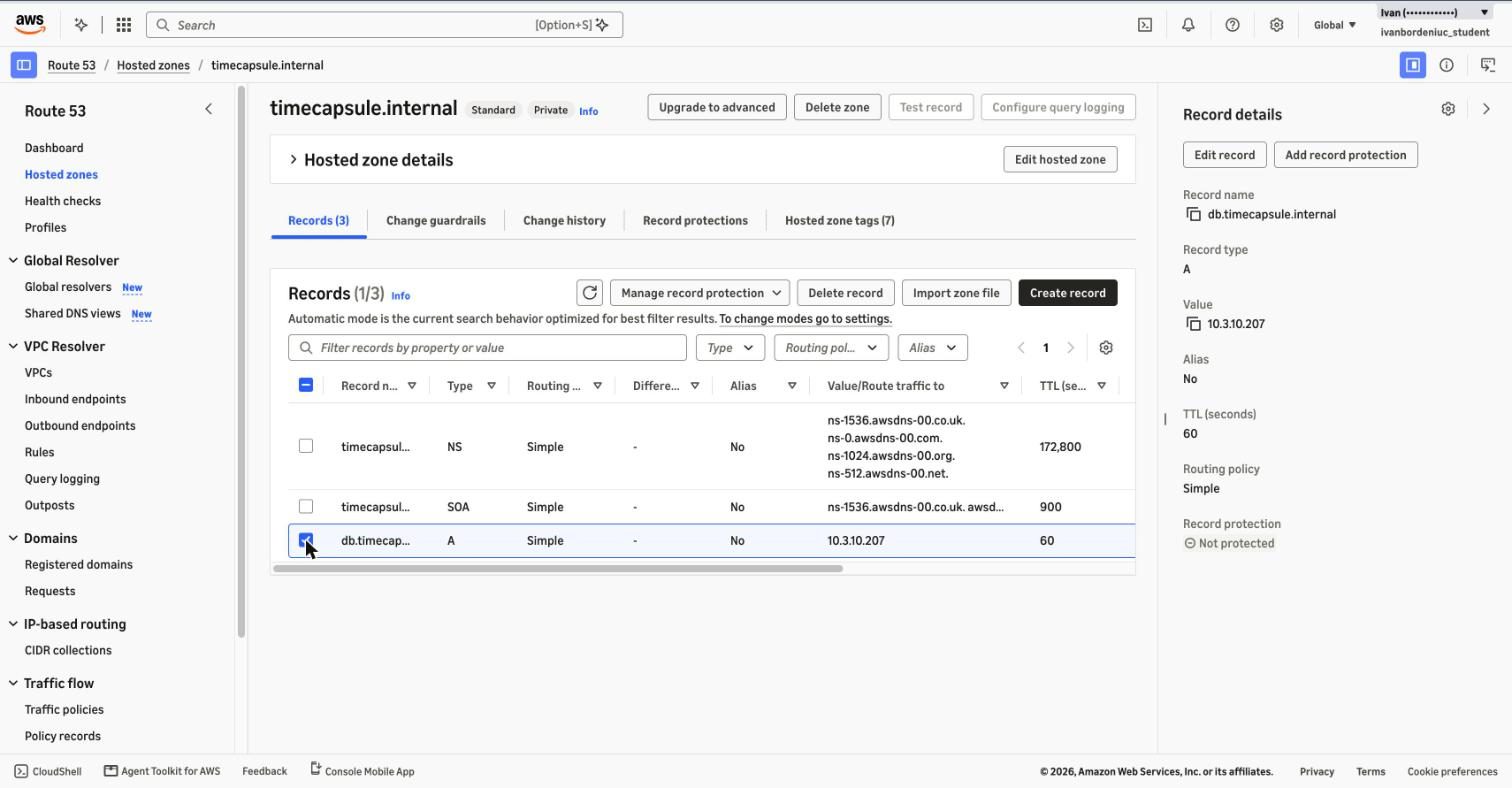 aws
Search
[Option+S]
Global
Ivan (••••••••••••)
ivanbordeniuc_student
Route 53 / Hosted zones / timecapsule.internal
Route 53
Dashboard
Hosted zones
Health checks
Profiles
Global Resolver
Global resolvers New
Shared DNS views New
VPC Resolver
VPCs
Inbound endpoints
Outbound endpoints
Rules
Query logging
Outposts
Domains
Registered domains
Requests
IP-based routing
CIDR collections
Traffic flow
Traffic policies
Policy records
timecapsule.internal Standard Private Info
Upgrade to advanced Delete zone Test record Configure query logging
Hosted zone details Edit hosted zone
Records (3) Change guardrails Change history Record protections Hosted zone tags (7)
Records (1/3) Info Manage record protection Delete record Import zone file Create record
Automatic mode is the current search behavior optimized for best filter results. To change modes go to settings.
Filter records by property or value Type Routing pol... Alias 1
Record n... Type Routing ... Differe... Alias Value/Route traffic to TTL (se...
timecapsul... NS Simple - No ns-1536.awsdns-00.co.uk. 172,800
ns-0.awsdns-00.com.
ns-1024.awsdns-00.org.
ns-512.awsdns-00.net.
timecapsul... SOA Simple - No ns-1536.awsdns-00.co.uk. awsd... 900
db.timecap... A Simple - No 10.3.10.207 60
Record details
Edit record Add record protection
Record name
db.timecapsule.internal
Record type
A
Value
10.3.10.207
Alias
No
TTL (seconds)
60
Routing policy
Simple
Record protection
Not protected
CloudShell Agent Toolkit for AWS Feedback Console Mobile App
© 2026, Amazon Web Services, Inc. or its affiliates. Privacy Terms Cookie preferences